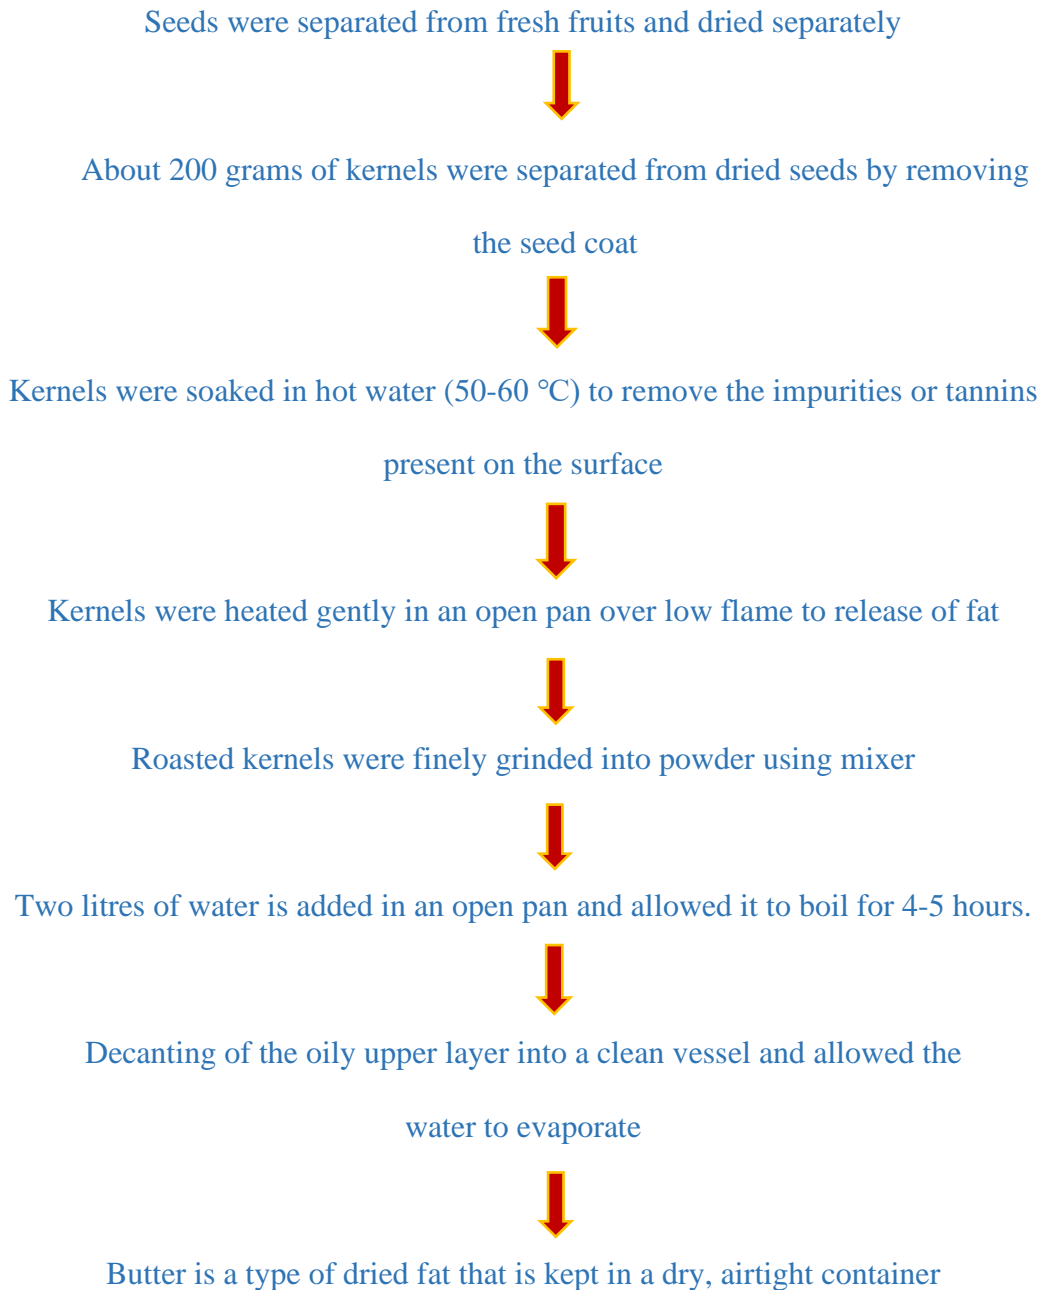 Seeds were separated from fresh fruits and dried separately
About 200 grams of kernels were separated from dried seeds by removing
the seed coat
Kernels were soaked in hot water (50-60 ℃) to remove the impurities or tannins
present on the surface
Kernels were heated gently in an open pan over low flame to release of fat
Roasted kernels were finely grinded into powder using mixer
Two litres of water is added in an open pan and allowed it to boil for 4-5 hours.
Decanting of the oily upper layer into a clean vessel and allowed the
water to evaporate
Butter is a type of dried fat that is kept in a dry, airtight container